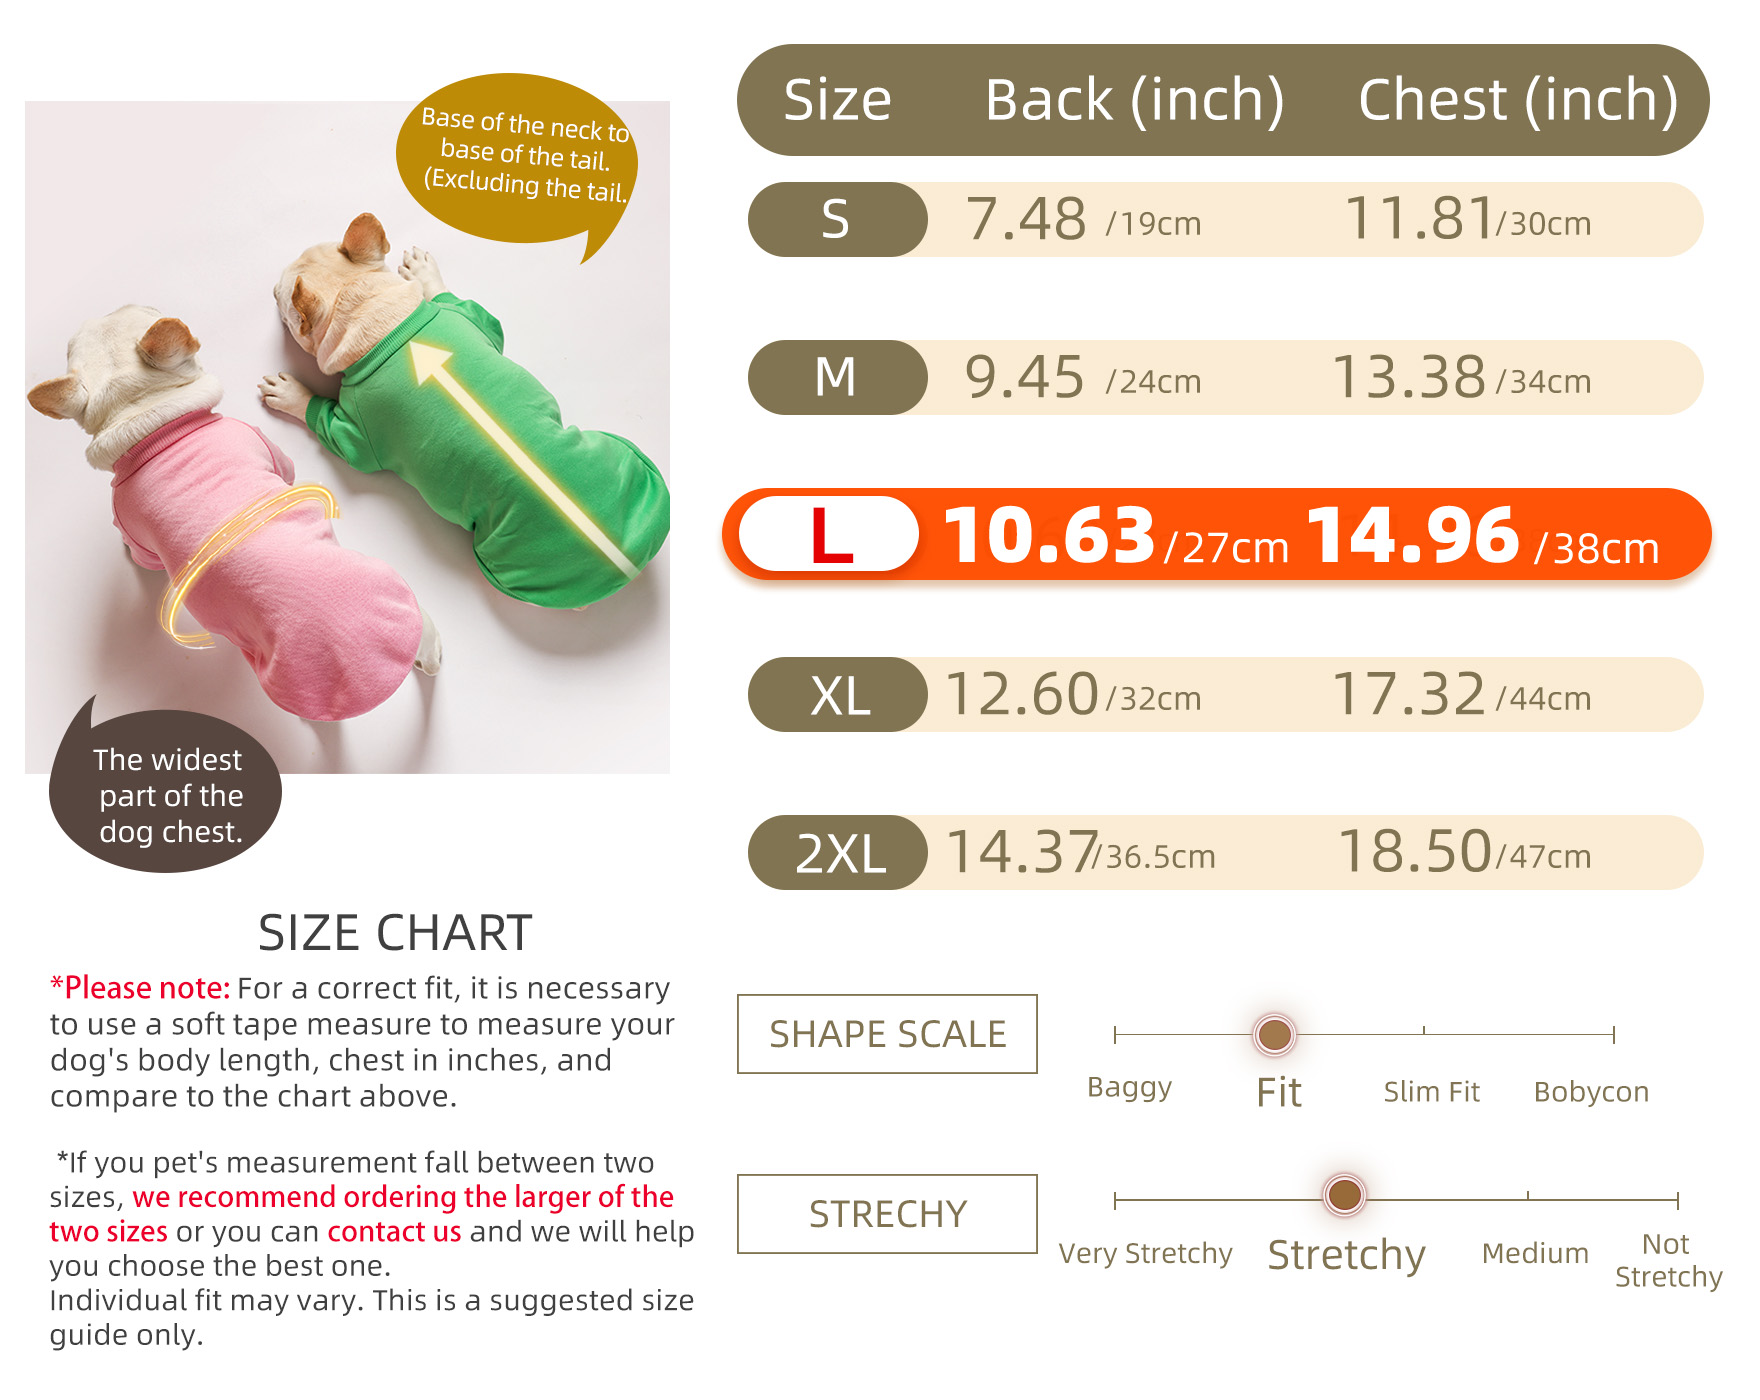 Base of the neck to
base of the tail.
(Excluding the tail.
The widest
part of the
dog chest.
SIZE CHART
*Please note: For a correct fit, it is necessary
to use a soft tape measure to measure your
dog's body length, chest in inches, and
compare to the chart above.
*If you pet's measurement fall between two
sizes, we recommend ordering the larger of the
two sizes or you can contact us and we will help
you choose the best one.
Individual fit may vary. This is a suggested size
guide only.
Size Back (inch) Chest (inch)
S 7.48 /19cm 11.81/30cm
M 9.45 /24cm 13.38/34cm
L 10.63/27cm 14.96/38cm
XL 12.60/32cm 17.32/44cm
2XL 14.37/36.5cm 18.50/47cm
SHAPE SCALE
Baggy Fit Slim Fit Bobycon
STRECHY
Very Stretchy Stretchy Medium Not
Stretchy